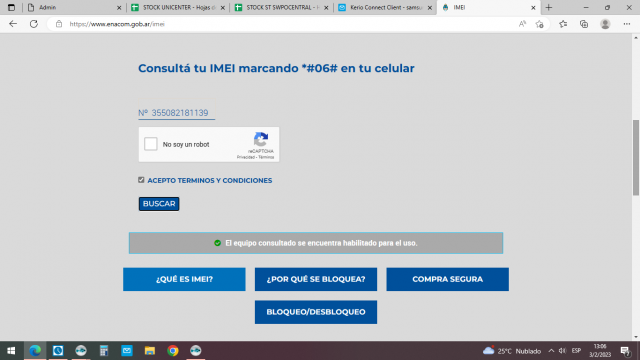 Admin
STOCK UNICENTER - Hojas d
STOCK ST SWPOCENTRAL - H
Kerio Connect Client - samsu
IMEI
https://www.enacom.gob.ar/imei
Consultá tu IMEI marcando *#06# en tu celular
Nº 355082181139
No soy un robot
reCAPTCHA
Privacidad - Términos
ACEPTO TERMINOS Y CONDICIONES
BUSCAR
El equipo consultado se encuentra habilitado para el uso.
¿QUÉ ES IMEI?
¿POR QUÉ SE BLOQUEA?
COMPRA SEGURA
BLOQUEO/DESBLOQUEO
25°C Nublado
ESP
13:06
3/2/2023